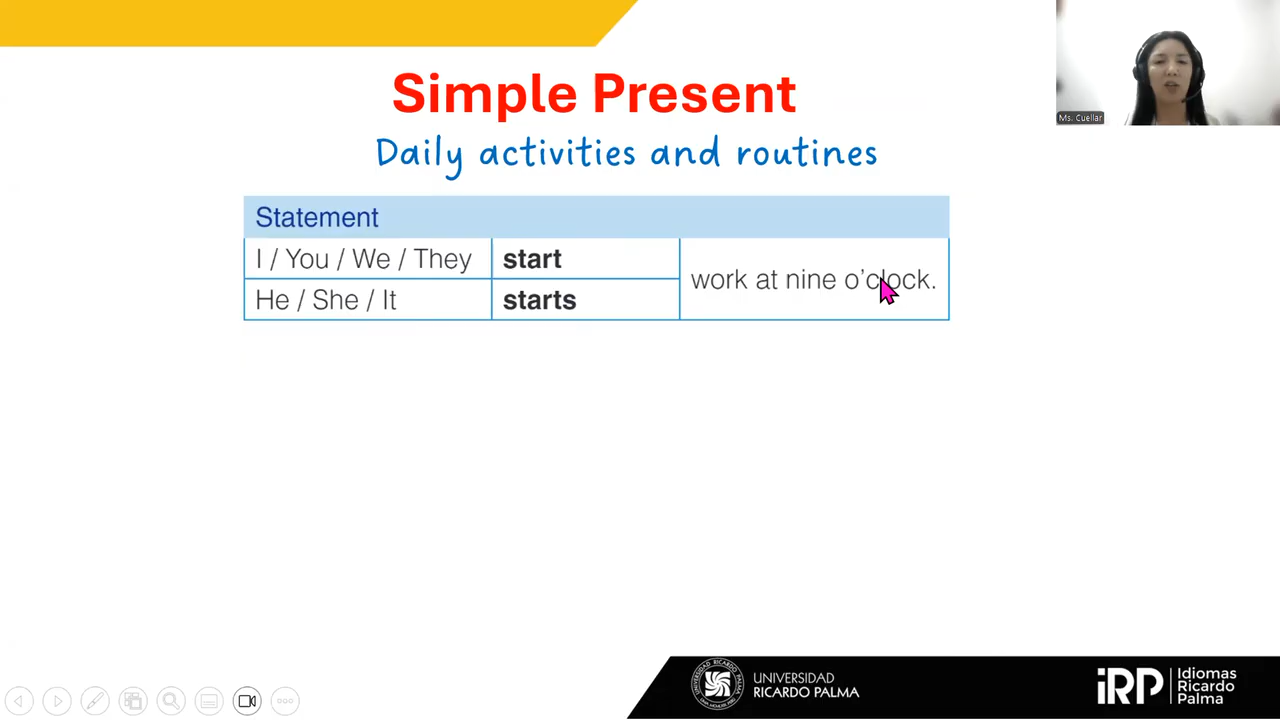 Simple Present
Daily activities and routines
Ms. Cuellar
Statement
I / You / We / They start
work at nine o'clock.
He / She / It starts
UNIVERSIDAD
RICARDO PALMA
iRP
Idiomas
Ricardo
Palma